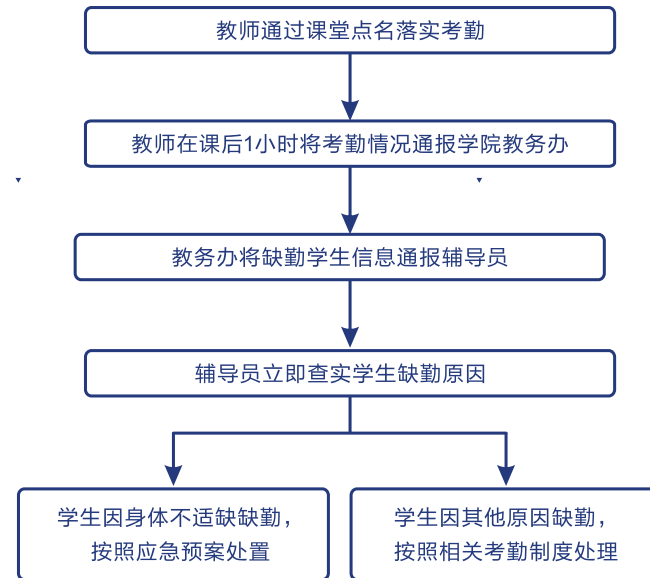 教师通过课堂点名落实考勤
教师在课后1小时将考勤情况通报学院教务办
教务办将缺勤学生信息通报辅导员
辅导员立即查实学生缺勤原因
学生因身体不适缺缺勤，
按照应急预案处置
学生因其他原因缺勤，
按照相关考勤制度处理